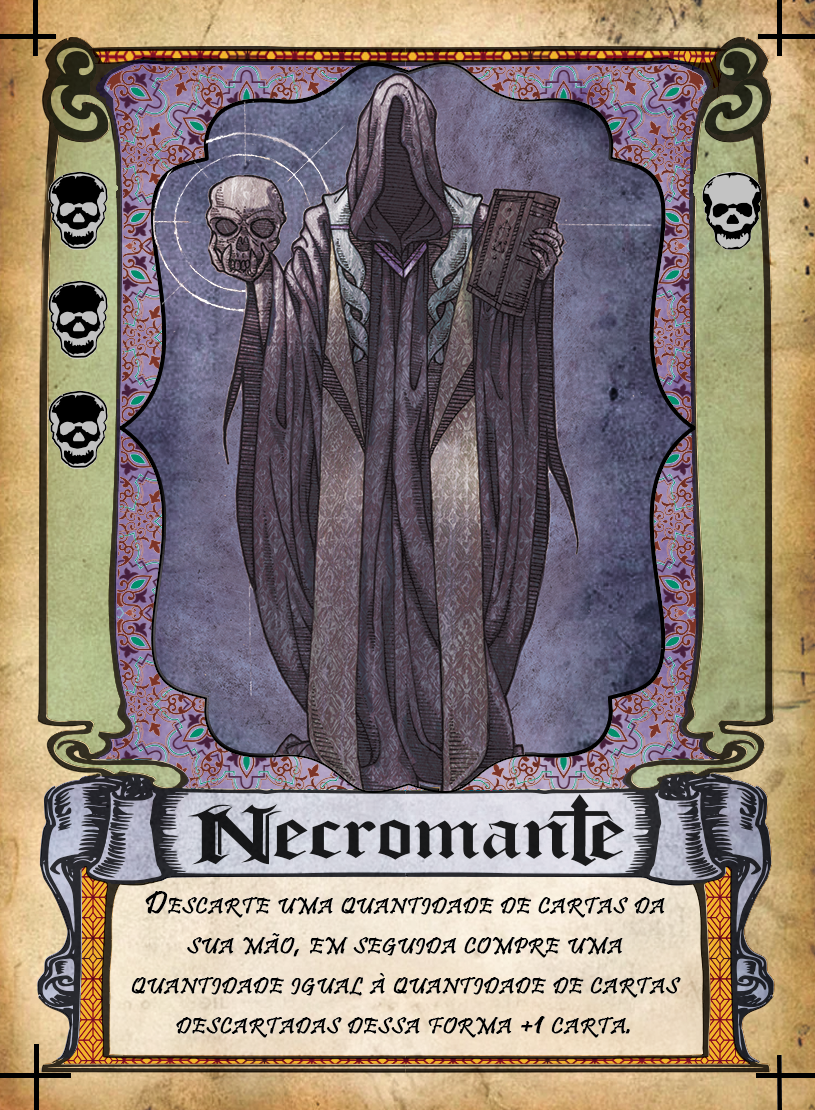 Necromante
Descarte uma quantidade de cartas da
sua mão, em seguida compre uma
quantidade igual à quantidade de cartas
descartadas dessa forma +1 carta.